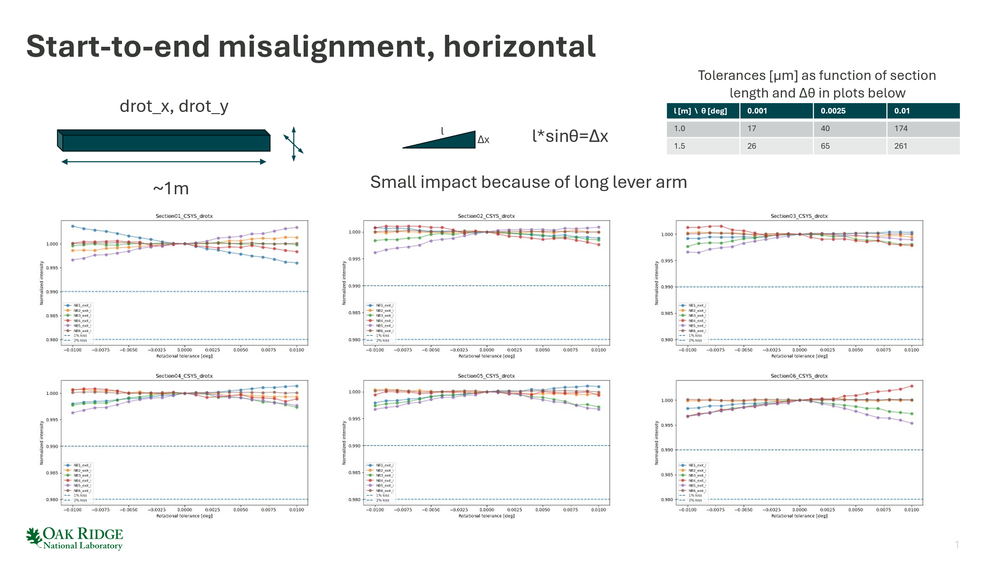 Start-to-end misalignment, horizontal
Tolerances [µm] as function of section
length and Δθ in plots below
drot_x, drot_y
l [m] \ θ [deg] 0.001 0.0025 0.01
1.0 17 40 174
1.5 26 65 261
l
Δx
l*sinθ=Δx
~1m
Small impact because of long lever arm
Section01_CSYS_drotx
Normalized intensity
1.000
0.995
0.990
0.985
0.980
NB1_exit_I
NB2_exit_I
NB3_exit_I
NB4_exit_I
NB5_exit_I
NB6_exit_I
1% loss
2% loss
−0.0100 −0.0075 −0.0050 −0.0025 0.0000 0.0025 0.0050 0.0075 0.0100
Rotational tolerance [deg]
Section02_CSYS_drotx
Normalized intensity
1.000
0.995
0.990
0.985
0.980
NB1_exit_I
NB2_exit_I
NB3_exit_I
NB4_exit_I
NB5_exit_I
NB6_exit_I
1% loss
2% loss
−0.0100 −0.0075 −0.0050 −0.0025 0.0000 0.0025 0.0050 0.0075 0.0100
Rotational tolerance [deg]
Section03_CSYS_drotx
Normalized intensity
1.000
0.995
0.990
0.985
0.980
NB1_exit_I
NB2_exit_I
NB3_exit_I
NB4_exit_I
NB5_exit_I
NB6_exit_I
1% loss
2% loss
−0.0100 −0.0075 −0.0050 −0.0025 0.0000 0.0025 0.0050 0.0075 0.0100
Rotational tolerance [deg]
Section04_CSYS_drotx
Normalized intensity
1.000
0.995
0.990
0.985
0.980
NB1_exit_I
NB2_exit_I
NB3_exit_I
NB4_exit_I
NB5_exit_I
NB6_exit_I
1% loss
2% loss
−0.0100 −0.0075 −0.0050 −0.0025 0.0000 0.0025 0.0050 0.0075 0.0100
Rotational tolerance [deg]
Section05_CSYS_drotx
Normalized intensity
1.000
0.995
0.990
0.985
0.980
NB1_exit_I
NB2_exit_I
NB3_exit_I
NB4_exit_I
NB5_exit_I
NB6_exit_I
1% loss
2% loss
−0.0100 −0.0075 −0.0050 −0.0025 0.0000 0.0025 0.0050 0.0075 0.0100
Rotational tolerance [deg]
Section06_CSYS_drotx
Normalized intensity
1.000
0.995
0.990
0.985
0.980
NB1_exit_I
NB2_exit_I
NB3_exit_I
NB4_exit_I
NB5_exit_I
NB6_exit_I
1% loss
2% loss
−0.0100 −0.0075 −0.0050 −0.0025 0.0000 0.0025 0.0050 0.0075 0.0100
Rotational tolerance [deg]
OAK RIDGE
National Laboratory
1